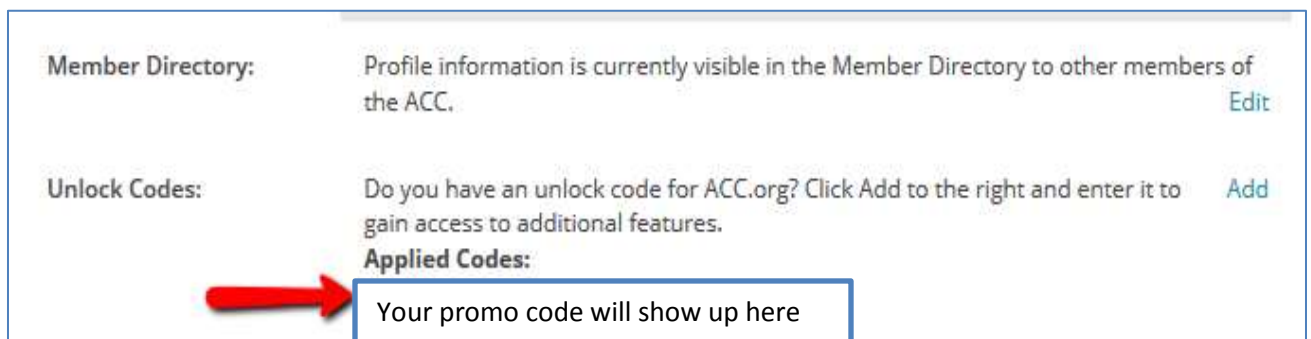 Member Directory: Profile information is currently visible in the Member Directory to other members of
the ACC. Edit
Unlock Codes: Do you have an unlock code for ACC.org? Click Add to the right and enter it to Add
gain access to additional features.
Applied Codes:
Your promo code will show up here